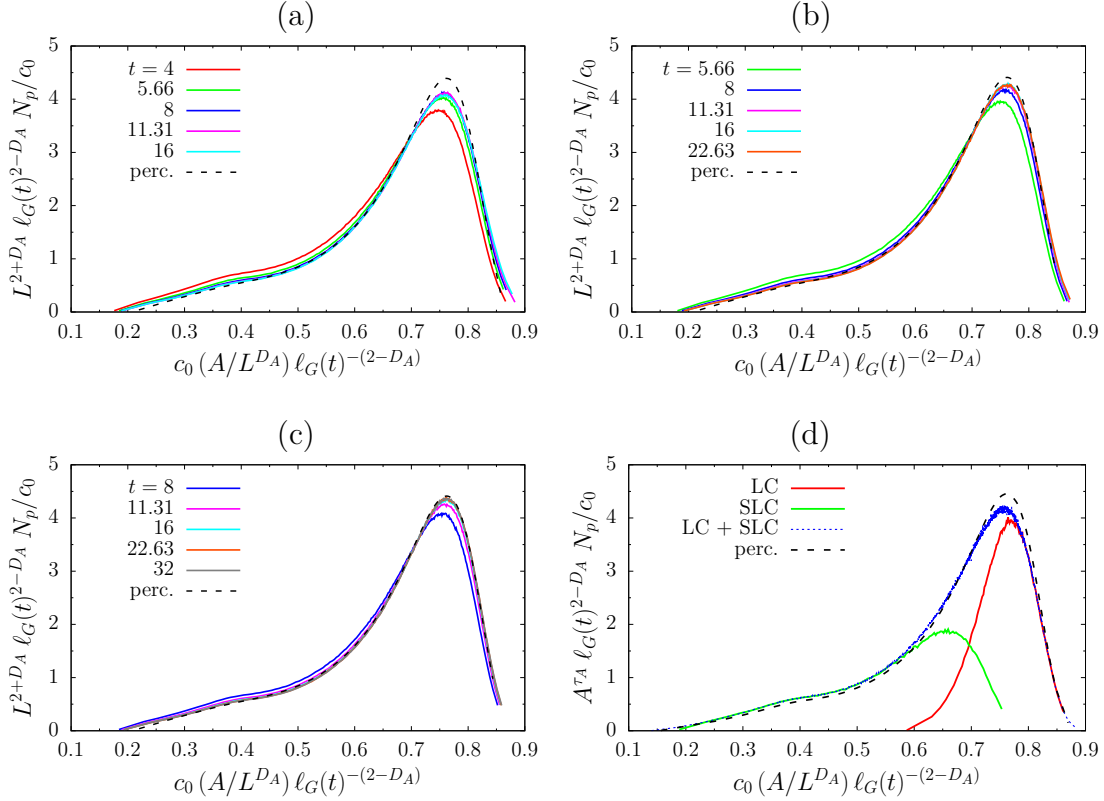 (a)
L^{2+D_A} ℓ_G(t)^{2−D_A} N_p/c_0
5
4
3
2
1
0
t = 4
5.66
8
11.31
16
perc.
0.1 0.2 0.3 0.4 0.5 0.6 0.7 0.8 0.9
c_0 (A/L^{D_A}) ℓ_G(t)^{−(2−D_A)}
(b)
L^{2+D_A} ℓ_G(t)^{2−D_A} N_p/c_0
5
4
3
2
1
0
t = 5.66
8
11.31
16
22.63
perc.
0.1 0.2 0.3 0.4 0.5 0.6 0.7 0.8 0.9
c_0 (A/L^{D_A}) ℓ_G(t)^{−(2−D_A)}
(c)
L^{2+D_A} ℓ_G(t)^{2−D_A} N_p/c_0
5
4
3
2
1
0
t = 8
11.31
16
22.63
32
perc.
0.1 0.2 0.3 0.4 0.5 0.6 0.7 0.8 0.9
c_0 (A/L^{D_A}) ℓ_G(t)^{−(2−D_A)}
(d)
A^{τ_A} ℓ_G(t)^{2−D_A} N_p/c_0
5
4
3
2
1
0
LC
SLC
LC + SLC
perc.
0.1 0.2 0.3 0.4 0.5 0.6 0.7 0.8 0.9
c_0 (A/L^{D_A}) ℓ_G(t)^{−(2−D_A)}